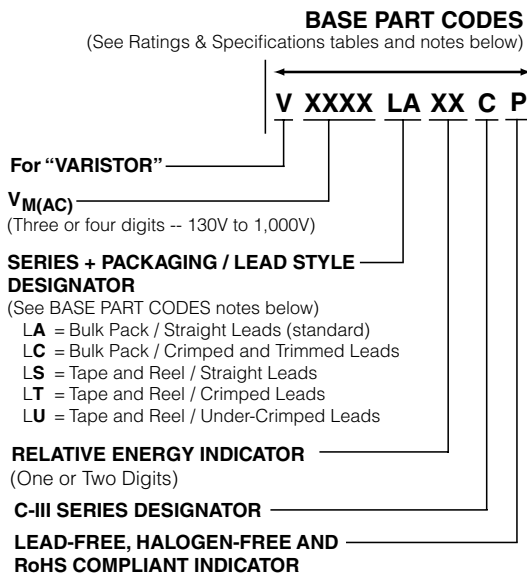 BASE PART CODES
(See Ratings & Specifications tables and notes below)
V XXXX LA XX C P
For “VARISTOR”
VM(AC)
(Three or four digits -- 130V to 1,000V)
SERIES + PACKAGING / LEAD STYLE
DESIGNATOR
(See BASE PART CODES notes below)
LA = Bulk Pack / Straight Leads (standard)
LC = Bulk Pack / Crimped and Trimmed Leads
LS = Tape and Reel / Straight Leads
LT = Tape and Reel / Crimped Leads
LU = Tape and Reel / Under-Crimped Leads
RELATIVE ENERGY INDICATOR
(One or Two Digits)
C-III SERIES DESIGNATOR
LEAD-FREE, HALOGEN-FREE AND
RoHS COMPLIANT INDICATOR